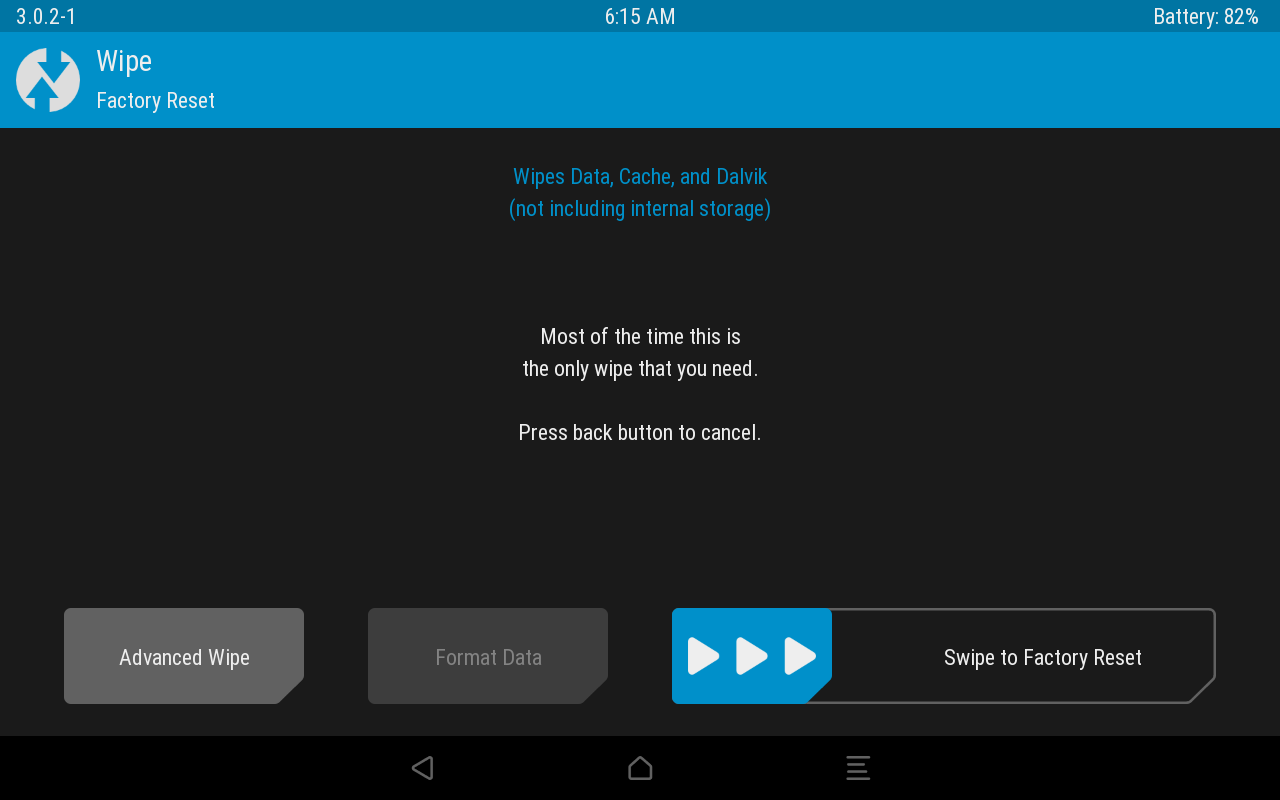 3.0.2-1
6:15 AM
Battery: 82%
Wipe
Factory Reset
Wipes Data, Cache, and Dalvik
(not including internal storage)
Most of the time this is
the only wipe that you need.
Press back button to cancel.
Advanced Wipe
Format Data
Swipe to Factory Reset